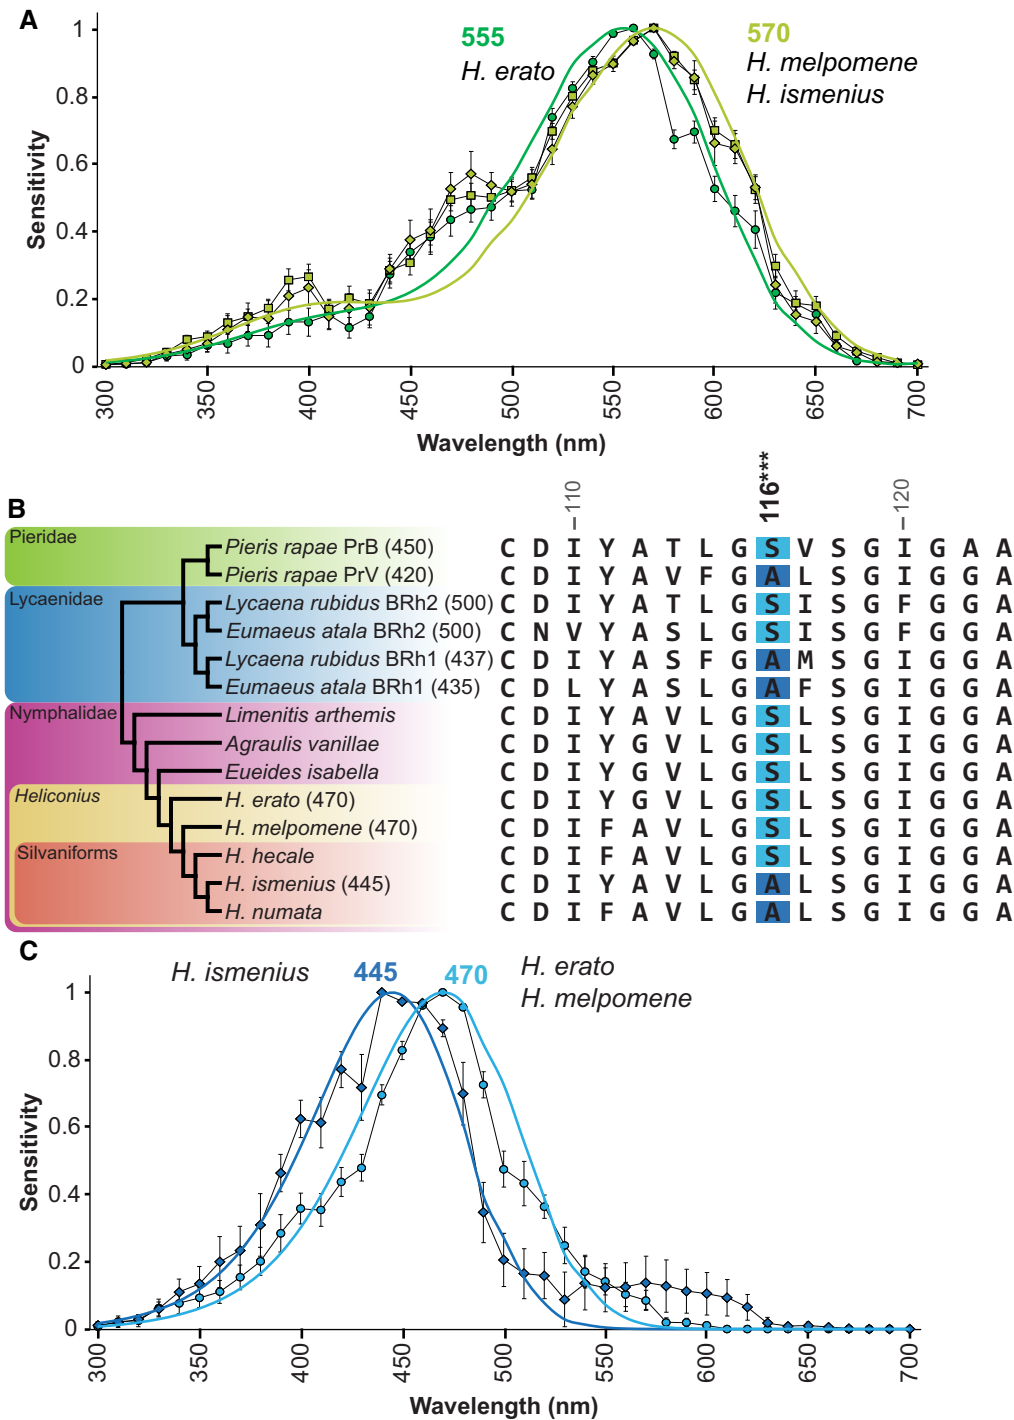 A
555
H. erato
570
H. melpomene
H. ismenius
Sensitivity
1
0.8
0.6
0.4
0.2
0
300 350 400 450 500 550 600 650 700
Wavelength (nm)
B
110 116*** 120
Pieridae
Pieris rapae PrB (450) C D I Y A T L G S V S G I G A A
Pieris rapae PrV (420) C D I Y A V F G A L S G I G G A
Lycaenidae
Lycaena rubidus BRh2 (500) C D I Y A T L G S I S G F G G A
Eumaeus atala BRh2 (500) C N V Y A S L G S I S G F G G A
Lycaena rubidus BRh1 (437) C D I Y A S F G A M S G I G G A
Eumaeus atala BRh1 (435) C D L Y A S L G A F S G I G G A
Nymphalidae
Limenitis arthemis C D I Y A V L G S L S G I G G A
Agraulis vanillae C D I Y G V L G S L S G I G G A
Eueides isabella C D I Y G V L G S L S G I G G A
Heliconius
H. erato (470) C D I Y G V L G S L S G I G G A
H. melpomene (470) C D I F A V L G S L S G I G G A
Silvaniforms
H. hecale C D I F A V L G S L S G I G G A
H. ismenius (445) C D I Y A V L G A L S G I G G A
H. numata C D I F A V L G A L S G I G G A
C
H. ismenius
445
470
H. erato
H. melpomene
Sensitivity
1
0.8
0.6
0.4
0.2
0
300 350 400 450 500 550 600 650 700
Wavelength (nm)